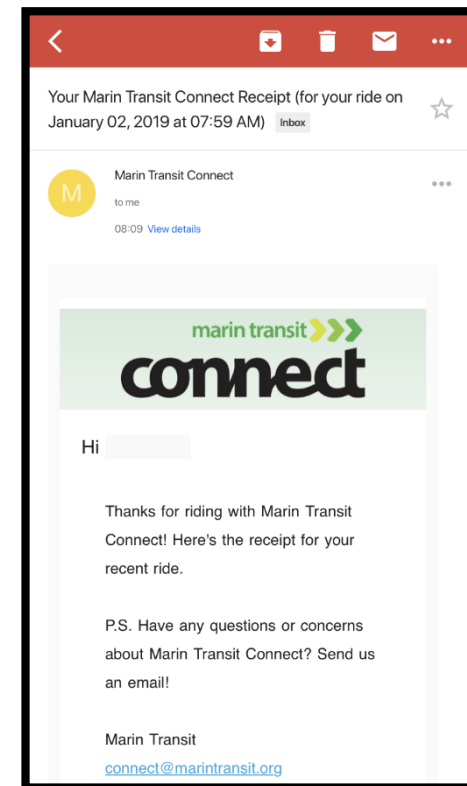 Your Marin Transit Connect Receipt (for your ride on
January 02, 2019 at 07:59 AM) Inbox
M
Marin Transit Connect
to me
08:09 View details
marin transit
connect
Hi
Thanks for riding with Marin Transit
Connect! Here's the receipt for your
recent ride.
P.S. Have any questions or concerns
about Marin Transit Connect? Send us
an email!
Marin Transit
connect@marintransit.org